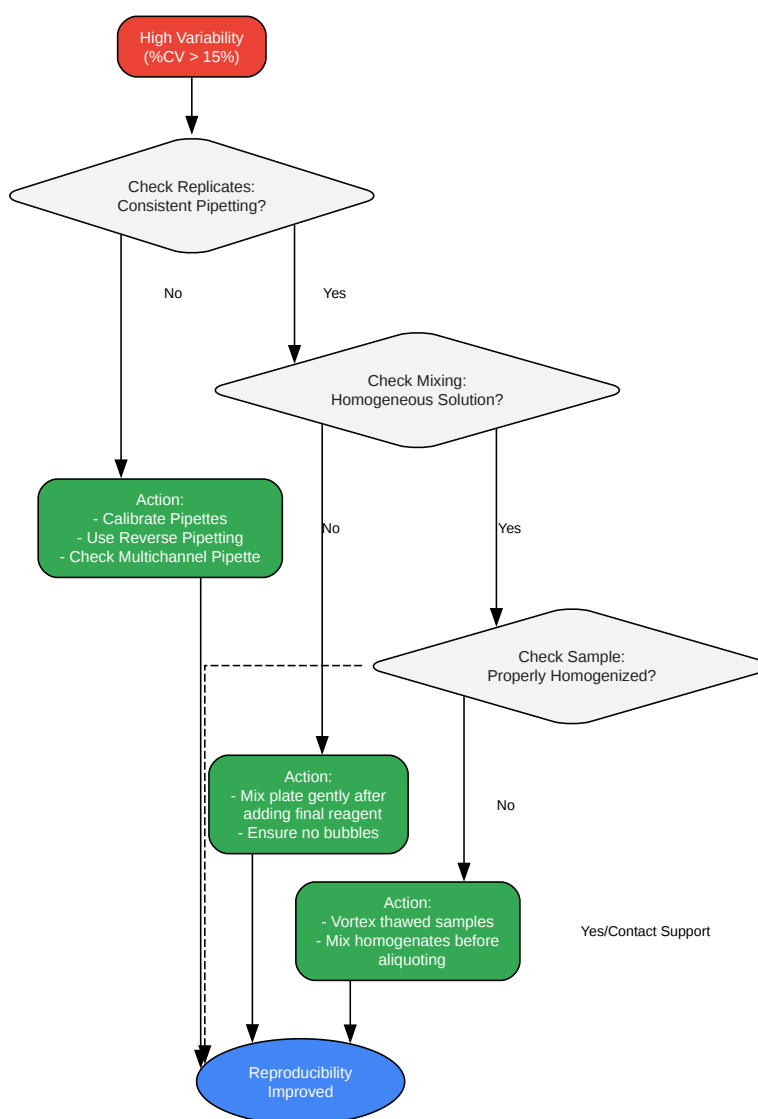 High Variability
(%CV > 15%)
Check Replicates:
Consistent Pipetting?
No
Yes
Check Mixing:
Homogeneous Solution?
Action:
- Calibrate Pipettes
- Use Reverse Pipetting
- Check Multichannel Pipette
No
Yes
Check Sample:
Properly Homogenized?
Action:
- Mix plate gently after
adding final reagent
- Ensure no bubbles
No
Action:
- Vortex thawed samples
- Mix homogenates before
aliquoting
Yes/Contact Support
Reproducibility
Improved